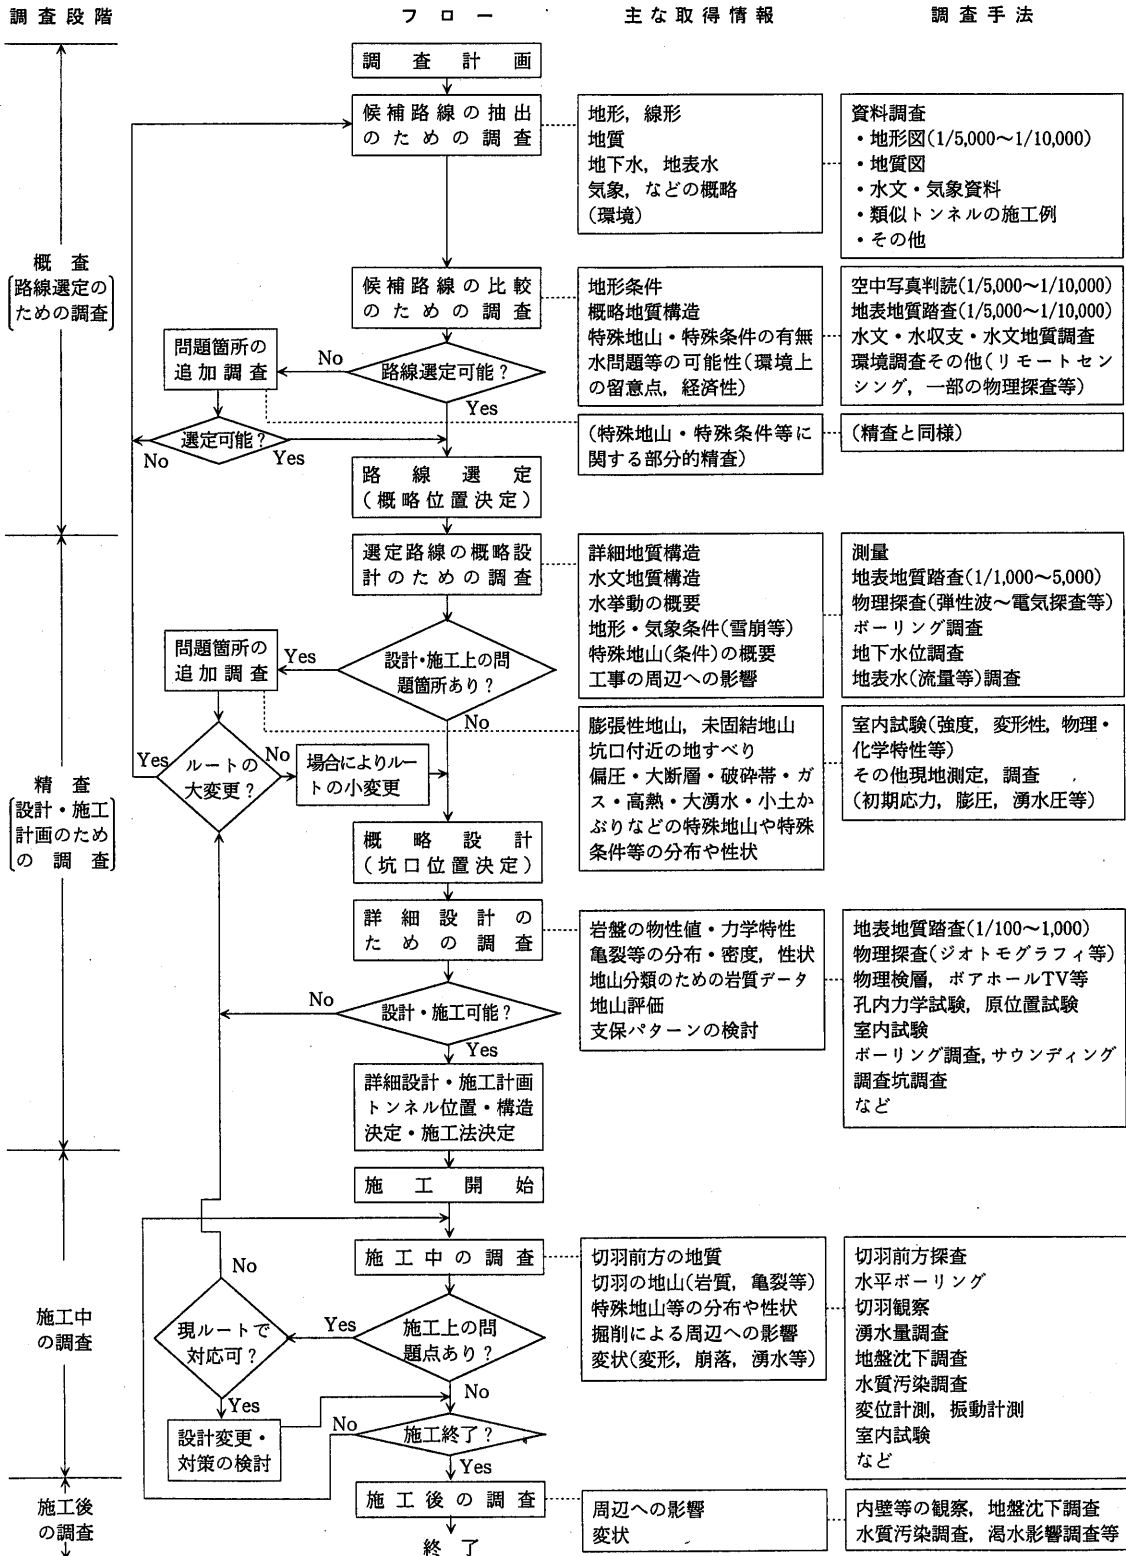 調査段階
フロー
主な取得情報
調査手法
調査計画
候補路線の抽出
のための調査
地形，線形
地質
地下水，地表水
気象，などの概略
(環境)
資料調査
・地形図(1/5,000～1/10,000)
・地質図
・水文・気象資料
・類似トンネルの施工例
・その他
概査
路線選定の
ための調査
候補路線の比較
のための調査
地形条件
概略地質構造
特殊地山・特殊条件の有無
水問題等の可能性(環境上
の留意点，経済性)
空中写真判読(1/5,000～1/10,000)
地表地質踏査(1/5,000～1/10,000)
水文・水収支・水文地質調査
環境調査その他(リモートセン
シング，一部の物理探査等)
問題箇所の
追加調査
No
路線選定可能？
Yes
選定可能？
No
Yes
(特殊地山・特殊条件等に
関する部分的精査)
(精査と同様)
路線選定
(概略位置決定)
選定路線の概略設
計のための調査
詳細地質構造
水文地質構造
水挙動の概要
地形・気象条件(雪崩等)
特殊地山(条件)の概要
工事の周辺への影響
測量
地表地質踏査(1/1,000～5,000)
物理探査(弾性波～電気探査等)
ボーリング調査
地下水位調査
地表水(流量等)調査
問題箇所の
追加調査
Yes
設計・施工上の問
題箇所あり？
No
膨張性地山，未固結地山
坑口付近の地すべり
偏圧・大断層・破砕帯・ガ
ス・高熱・大湧水・小土か
ぶりなどの特殊地山や特殊
条件等の分布や性状
室内試験(強度，変形性，物理・
化学特性等)
その他現地測定，調査
(初期応力，膨圧，湧水圧等)
Yes
ルートの
大変更？
No
場合によりルー
トの小変更
精査
設計・施工
計画のため
の調査
概略設計
(坑口位置決定)
詳細設計の
ための調査
岩盤の物性値・力学特性
亀裂等の分布・密度，性状
地山分類のための岩質データ
地山評価
支保パターンの検討
地表地質踏査(1/100～1,000)
物理探査(ジオトモグラフィ等)
物理検層，ボアホールTV等
孔内力学試験，原位置試験
室内試験
ボーリング調査，サウンディング
調査坑調査
など
No
設計・施工可能？
Yes
詳細設計・施工計画
トンネル位置・構造
決定・施工法決定
施工開始
施工中の調査
切羽前方の地質
切羽の地山(岩質，亀裂等)
特殊地山等の分布や性状
掘削による周辺への影響
変状(変形，崩落，湧水等)
切羽前方探査
水平ボーリング
切羽観察
湧水量調査
地盤沈下調査
水質汚染調査
変位計測，振動計測
室内試験
など
施工中
の調査
No
現ルートで
対応可？
Yes
施工上の問
題点あり？
No
Yes
設計変更・
対策の検討
No
施工終了？
Yes
施工後
の調査
施工後の調査
周辺への影響
変状
内壁等の観察，地盤沈下調査
水質汚染調査，渇水影響調査等
終了